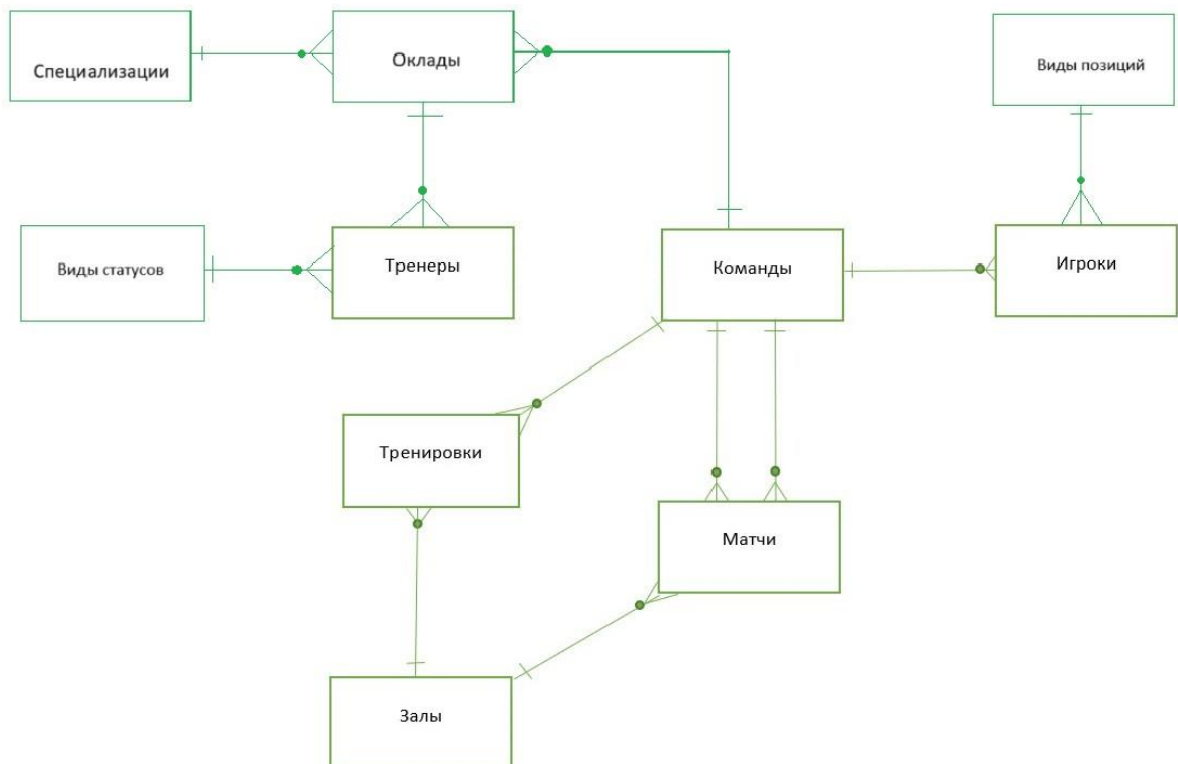 Специализации
Оклады
Виды позиций
Виды статусов
Тренеры
Команды
Игроки
Тренировки
Матчи
Залы